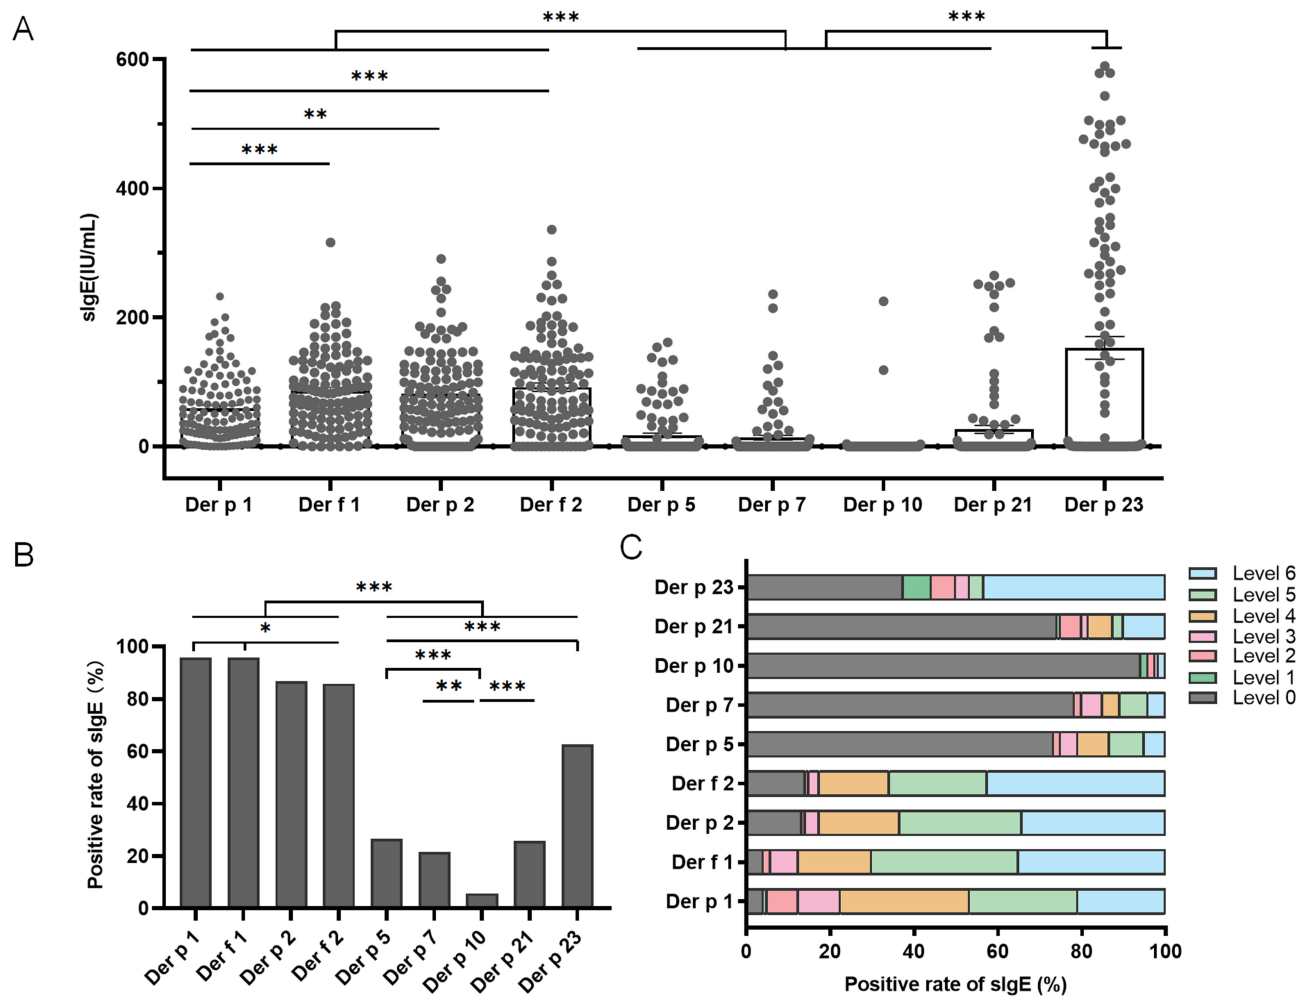 A
*** ***
600
***
**
***
400
sIgE(IU/mL)
200
0
Der p 1 Der f 1 Der p 2 Der f 2 Der p 5 Der p 7 Der p 10 Der p 21 Der p 23
B
***
* ***
***
** ***
100
80
60
40
20
0
Positive rate of sIgE (%)
Der p 1 Der f 1 Der p 2 Der f 2 Der p 5 Der p 7 Der p 10 Der p 21 Der p 23
C
Der p 23
Der p 21
Der p 10
Der p 7
Der p 5
Der f 2
Der p 2
Der f 1
Der p 1
0 20 40 60 80 100
Positive rate of sIgE (%)
Level 6
Level 5
Level 4
Level 3
Level 2
Level 1
Level 0